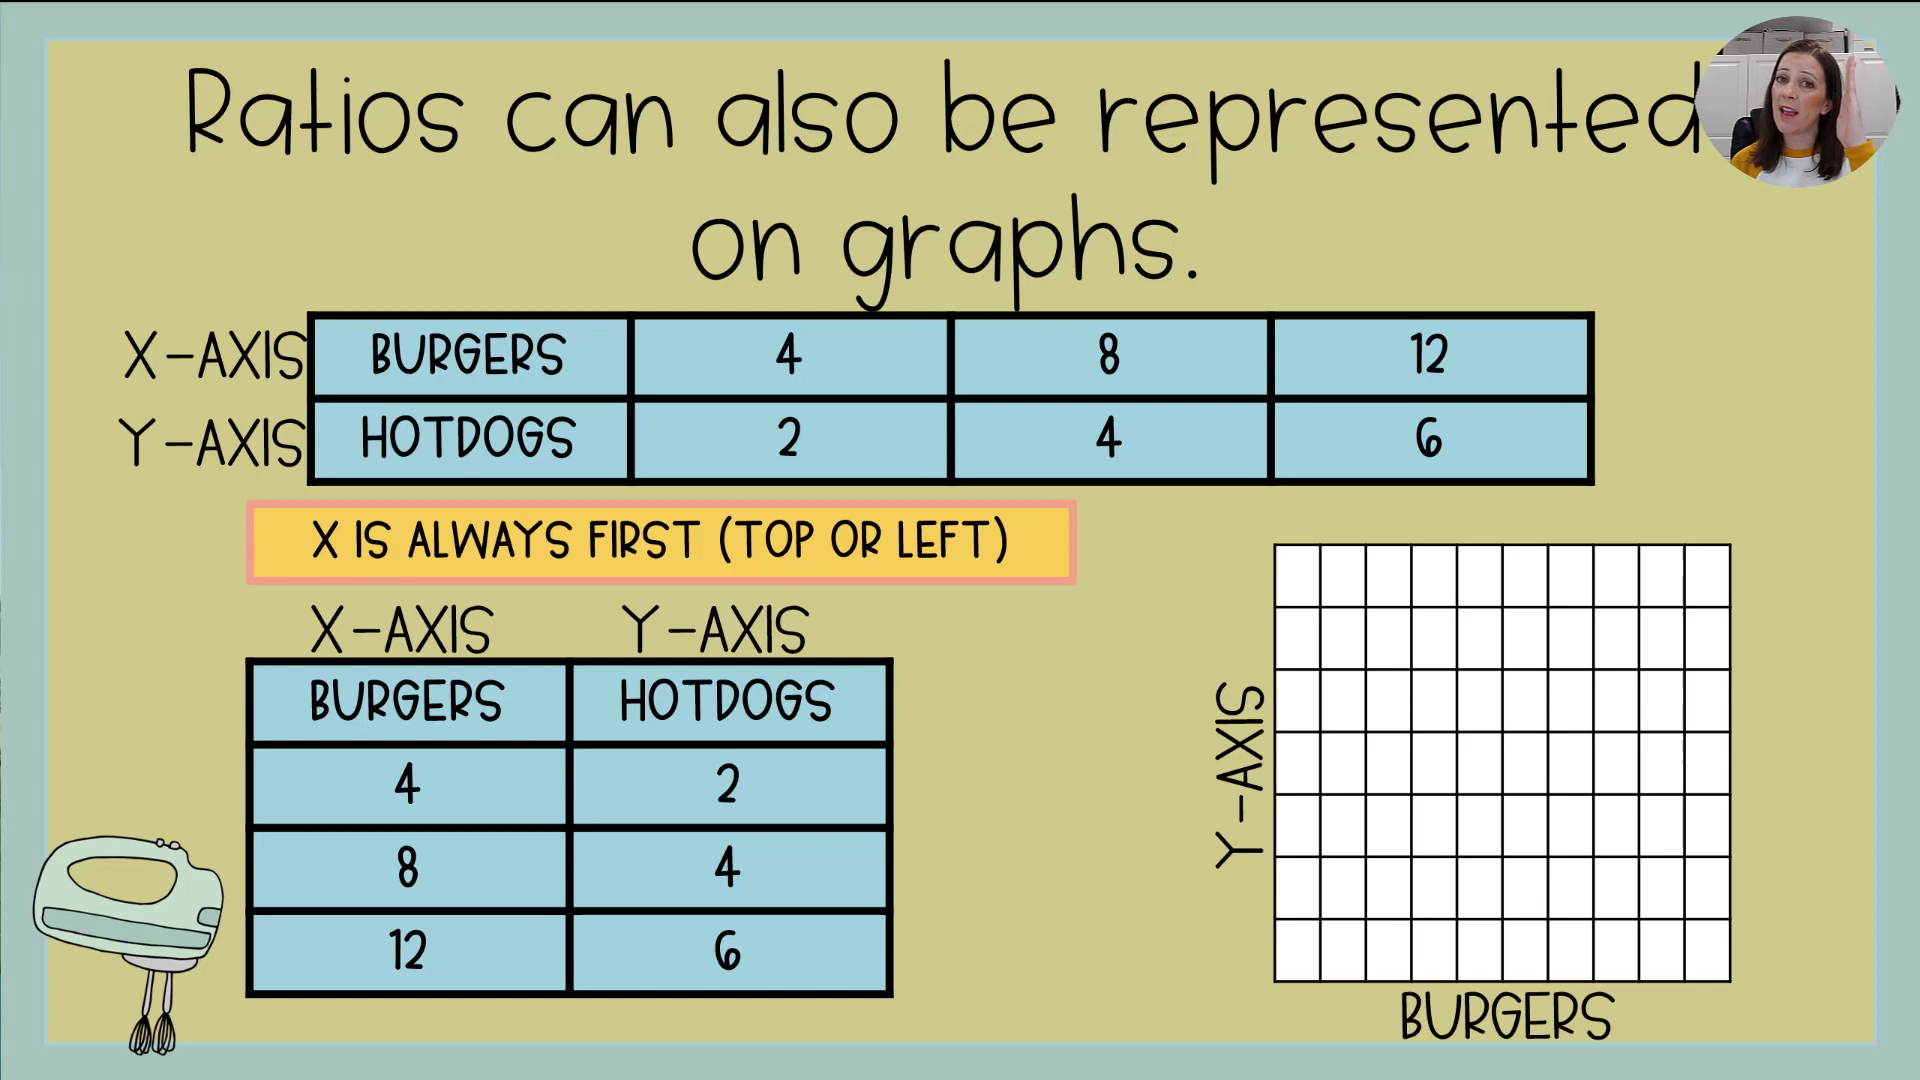 Ratios can also be represented
on graphs.
X-AXIS BURGERS 4 8 12
Y-AXIS HOTDOGS 2 4 6
X IS ALWAYS FIRST (TOP OR LEFT)
X-AXIS Y-AXIS
BURGERS HOTDOGS
4 2
8 4
12 6
Y-AXIS
BURGERS